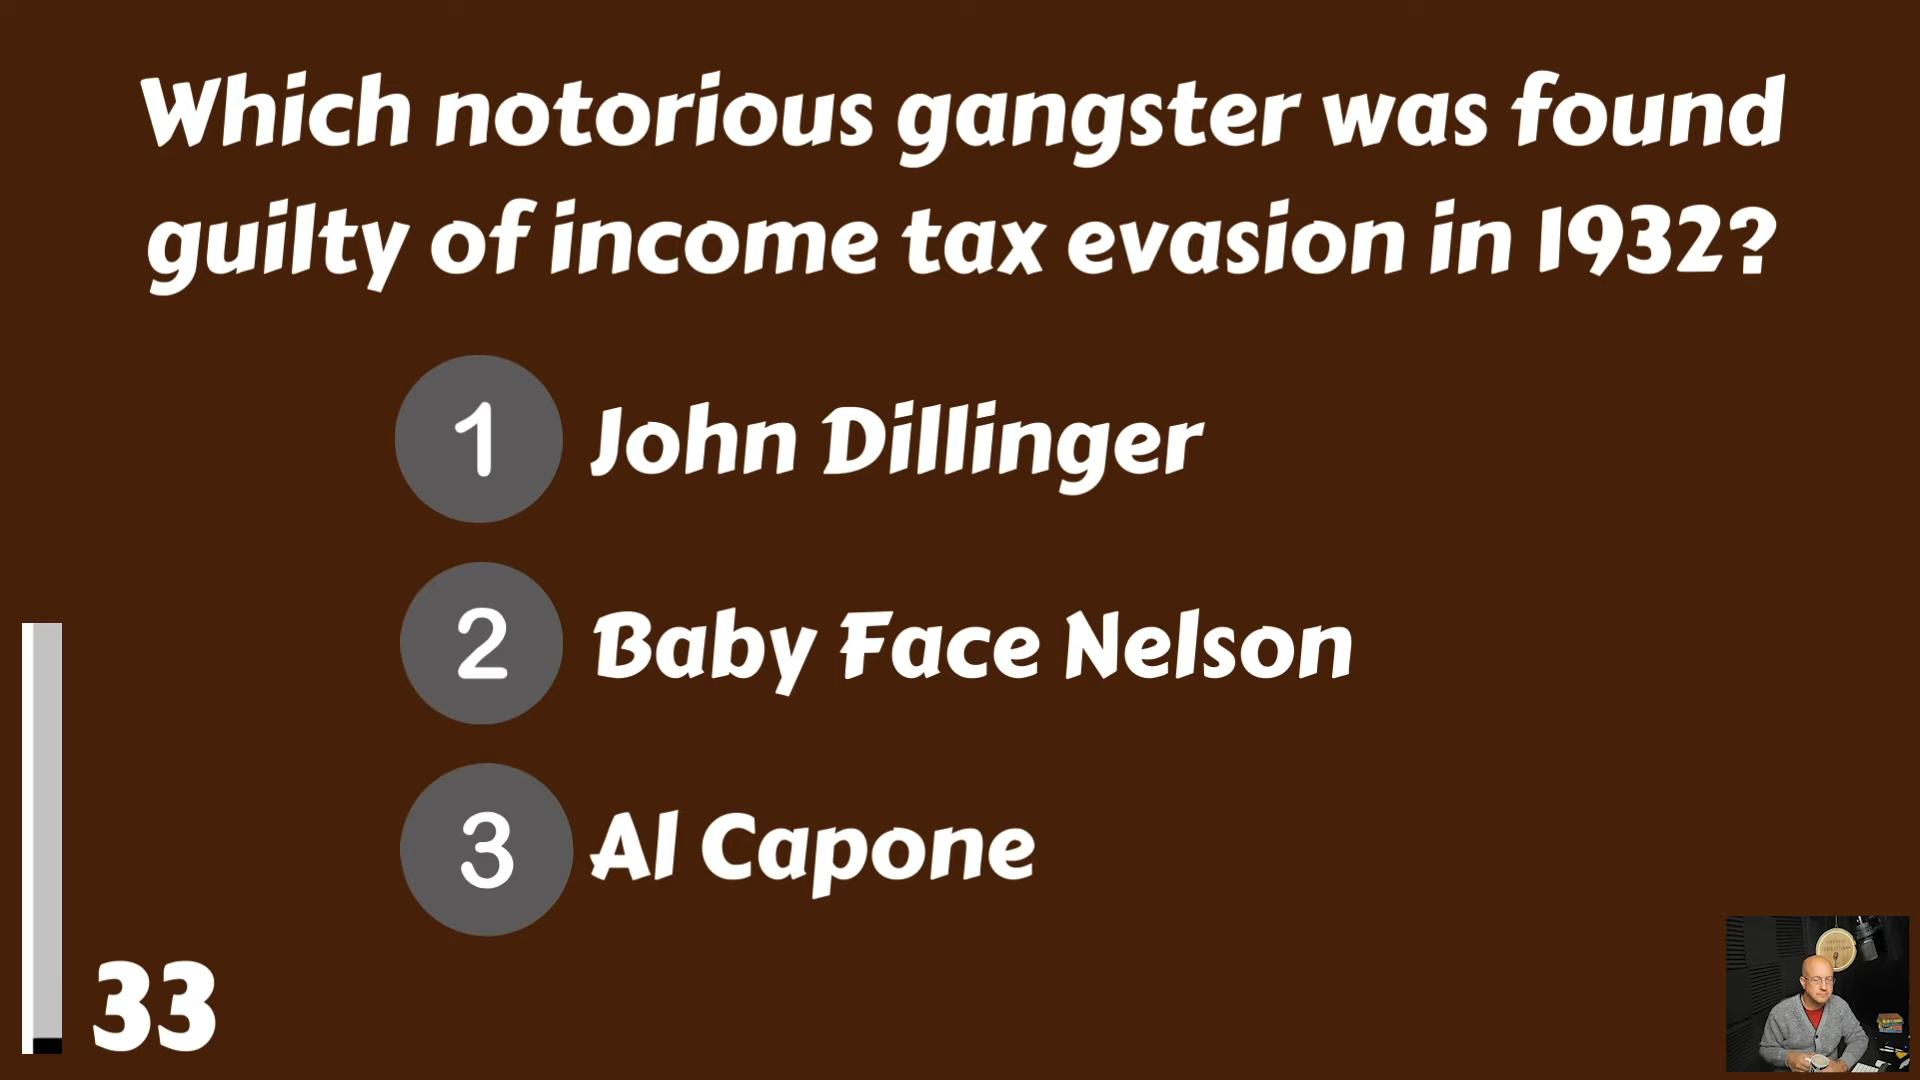 Which notorious gangster was found
guilty of income tax evasion in 1932?
1 John Dillinger
2 Baby Face Nelson
3 Al Capone
33